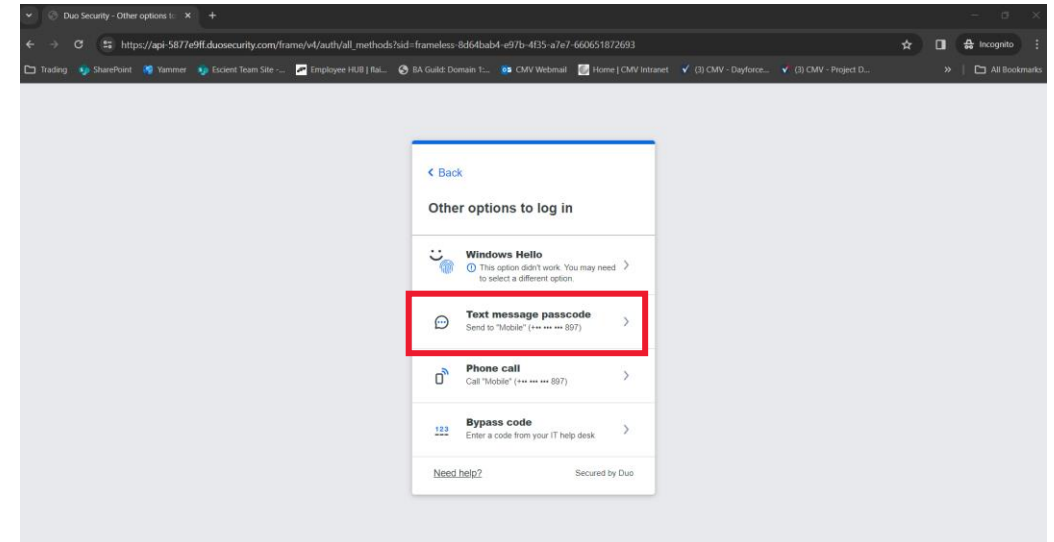 Duo Security - Other options to
https://api-5877e9ff.duosecurity.com/frame/v4/auth/all_methods?sid=frameless-8d64bab4-e97b-4f35-a7e7-660651872693
Incognito
Trading SharePoint Yammer Escient Team Site -... Employee HUB | flai... BA Guild: Domain 1:... CMV Webmail Home | CMV Intranet (3) CMV - Dayforce... (3) CMV - Project D... » All Bookmarks
Back
Other options to log in
Windows Hello
This option didn't work. You may need
to select a different option.
Text message passcode
Send to "Mobile" (+•• ••• ••• 897)
Phone call
Call "Mobile" (+•• ••• ••• 897)
123
Bypass code
Enter a code from your IT help desk
Need help? Secured by Duo